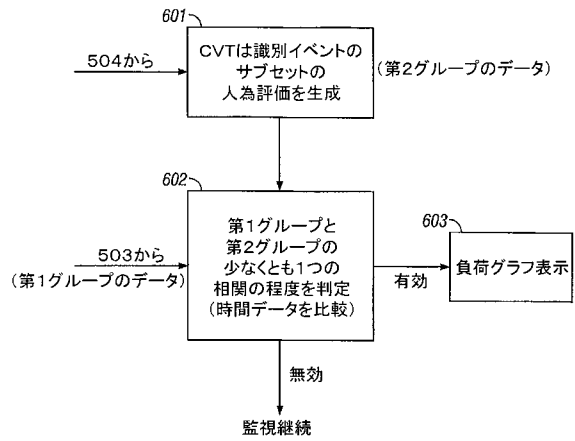 601
504から
CVTは識別イベントの
サブセットの
人為評価を生成
(第2グループのデータ)
602
503から
(第1グループのデータ)
第1グループと
第2グループの
少なくとも1つの
相関の程度を判定
(時間データを比較)
有効
603
負荷グラフ表示
無効
監視継続